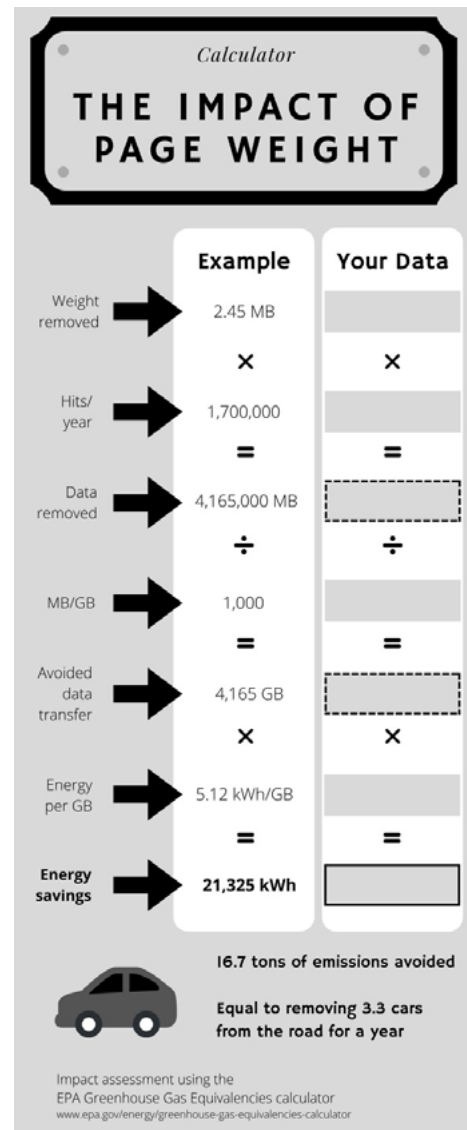 Calculator
THE IMPACT OF
PAGE WEIGHT
Example
Your Data
Weight
removed
2.45 MB
×
×
Hits/
year
1,700,000
=
=
Data
removed
4,165,000 MB
÷
÷
MB/GB
1,000
=
=
Avoided
data
transfer
4,165 GB
×
×
Energy
per GB
5.12 kWh/GB
=
=
Energy
savings
21,325 kWh
16.7 tons of emissions avoided
Equal to removing 3.3 cars
from the road for a year
Impact assessment using the
EPA Greenhouse Gas Equivalencies calculator
www.epa.gov/energy/greenhouse-gas-equivalencies-calculator